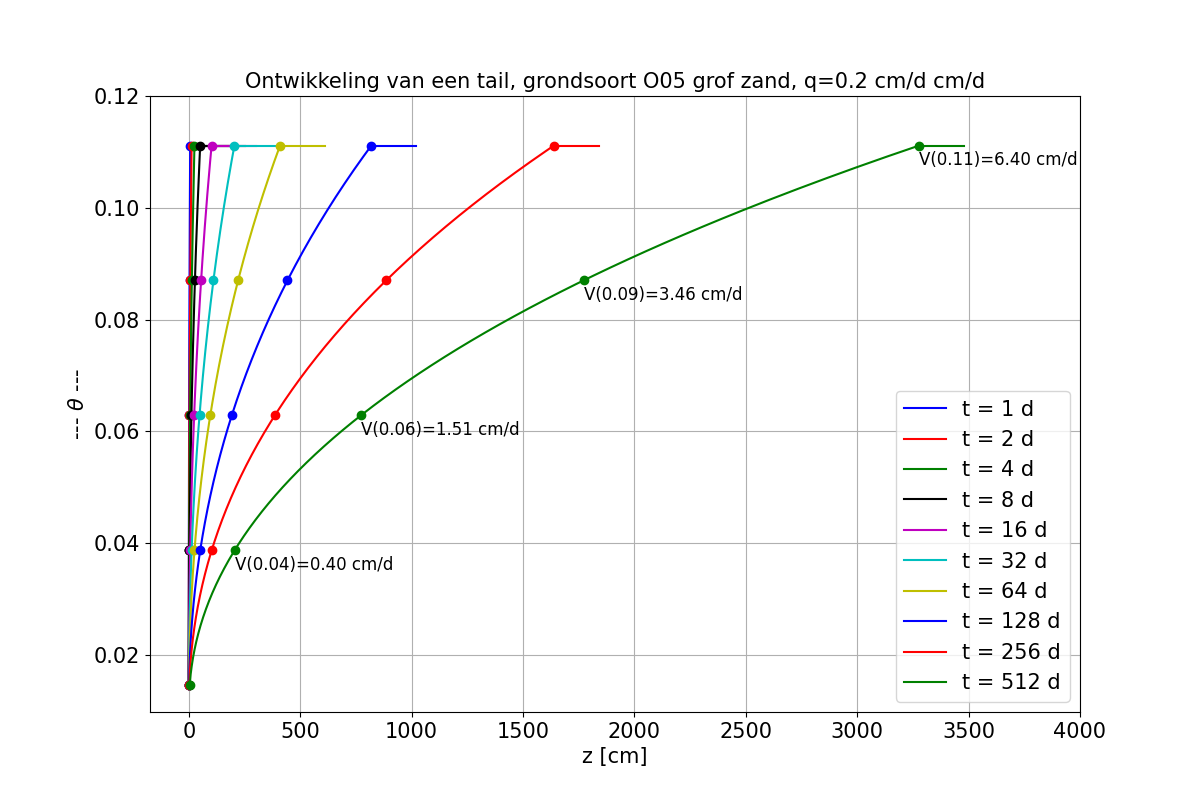 Ontwikkeling van een tail, grondsoort O05 grof zand, q=0.2 cm/d cm/d
0.12
0.10
0.08
0.06
0.04
0.02
--- θ ---
V(0.11)=6.40 cm/d
V(0.09)=3.46 cm/d
V(0.06)=1.51 cm/d
V(0.04)=0.40 cm/d
t = 1 d
t = 2 d
t = 4 d
t = 8 d
t = 16 d
t = 32 d
t = 64 d
t = 128 d
t = 256 d
t = 512 d
0 500 1000 1500 2000 2500 3000 3500 4000
z [cm]